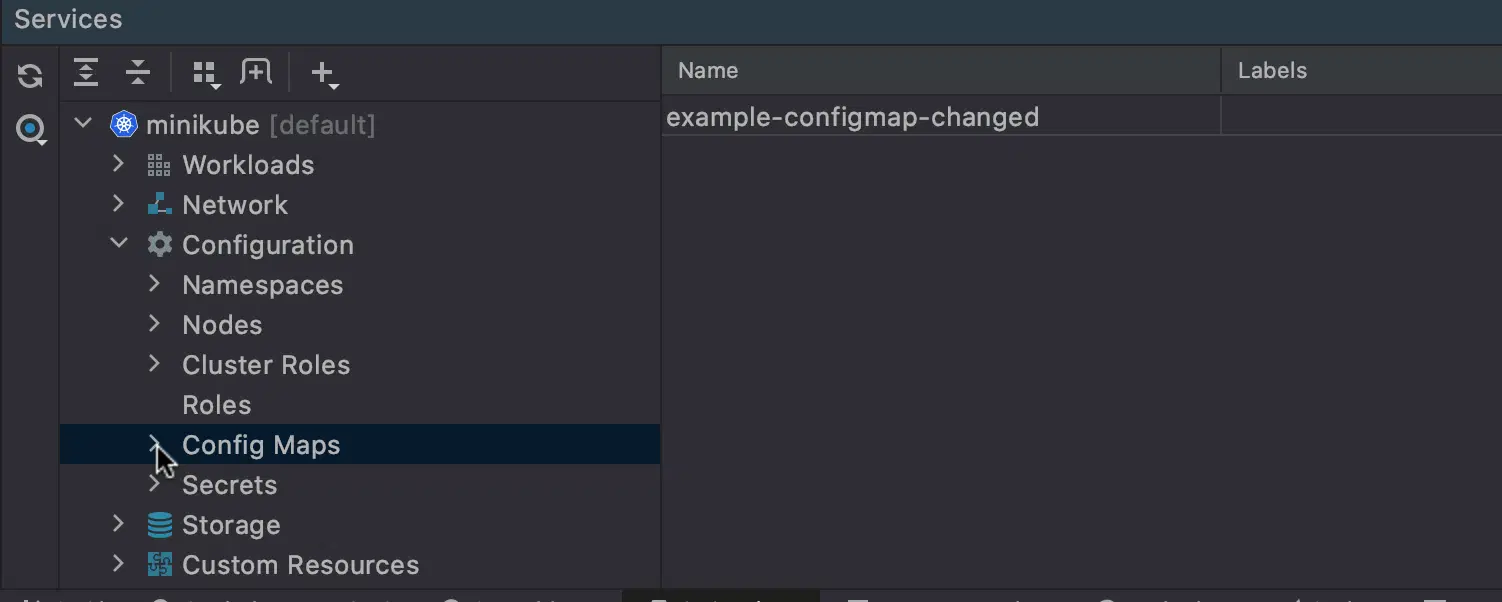 Services
Name Labels
minikube [default]
example-configmap-changed
Workloads
Network
Configuration
Namespaces
Nodes
Cluster Roles
Roles
Config Maps
Secrets
Storage
Custom Resources